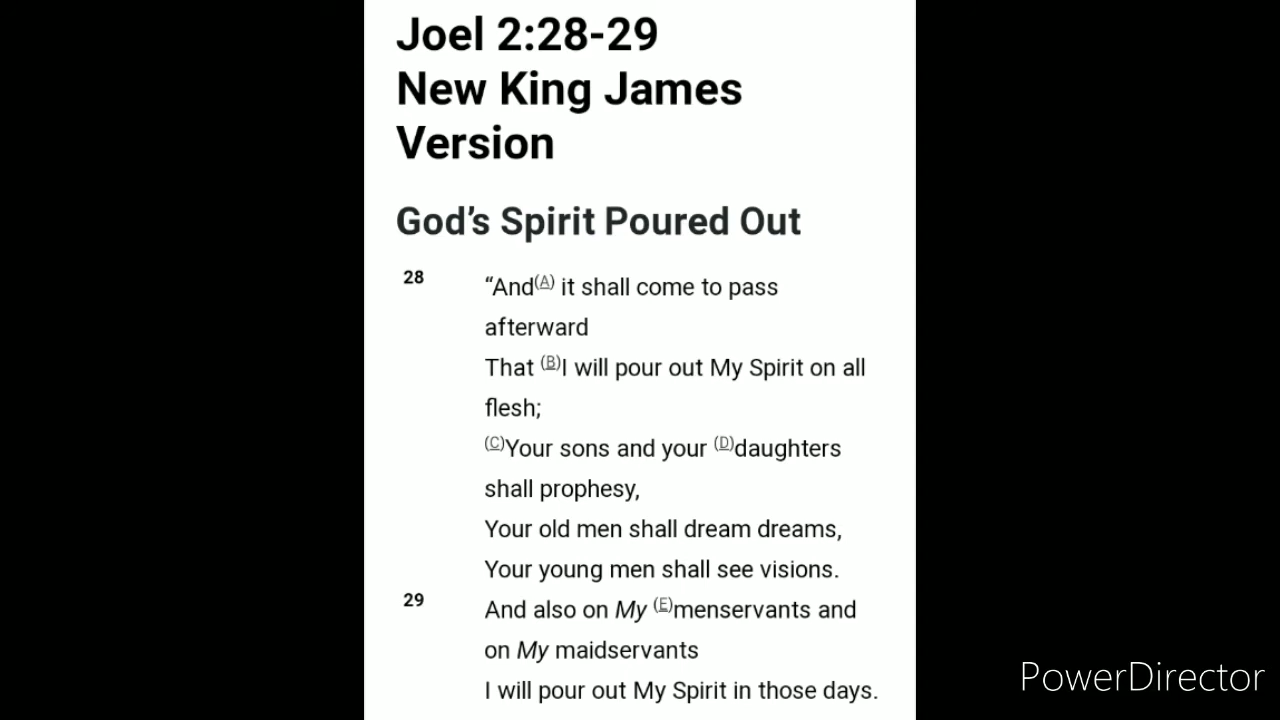 Joel 2:28-29
New King James
Version
God’s Spirit Poured Out
28 “And(A) it shall come to pass
afterward
That (B)I will pour out My Spirit on all
flesh;
(C)Your sons and your (D)daughters
shall prophesy,
Your old men shall dream dreams,
Your young men shall see visions.
29 And also on My (E)menservants and
on My maidservants
I will pour out My Spirit in those days.
PowerDirector